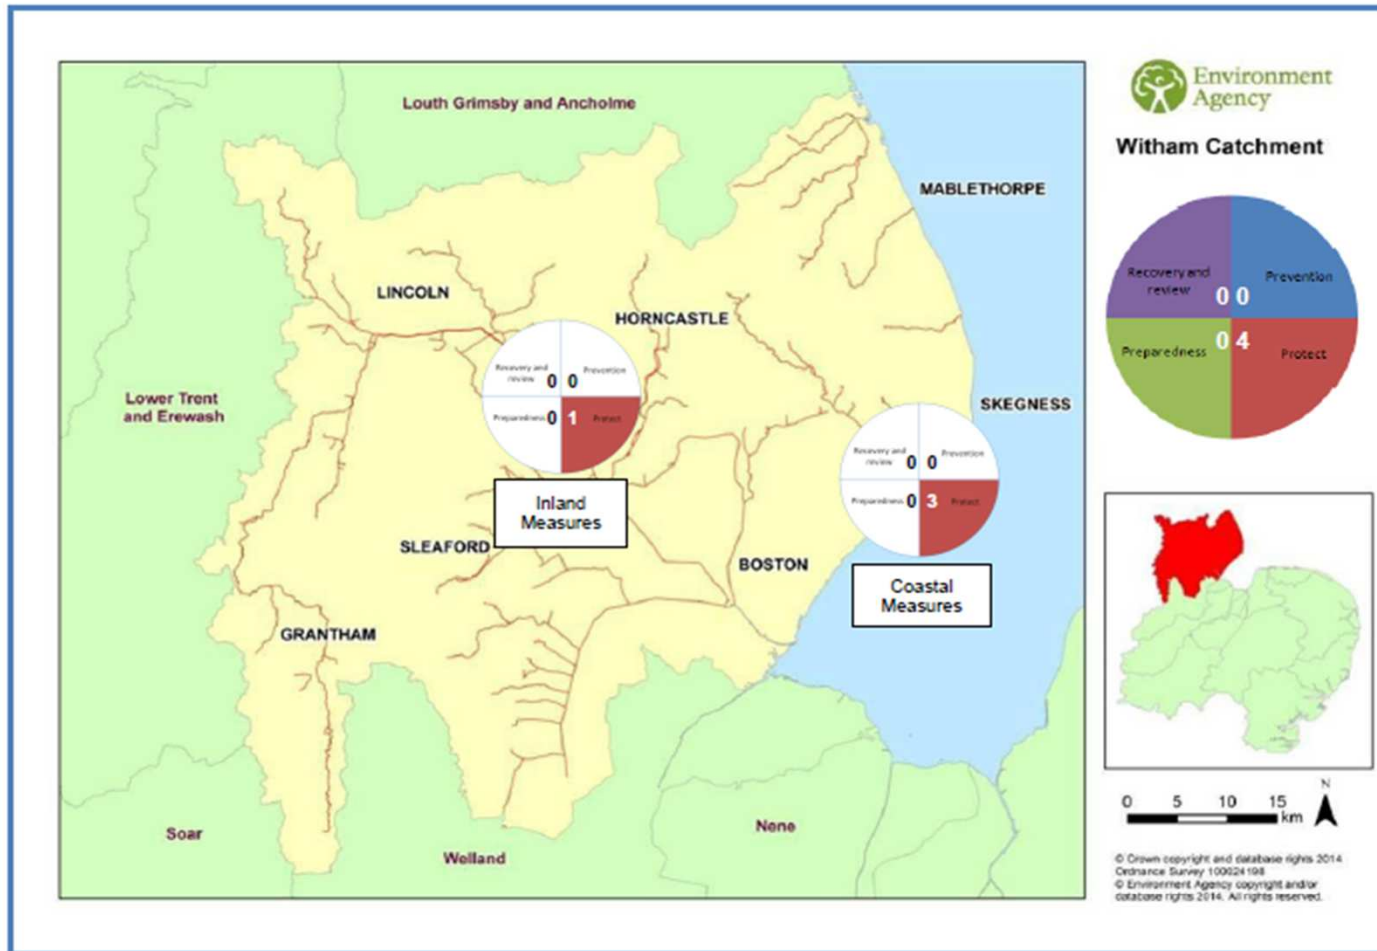 Environment
Agency
Witham Catchment
Louth Grimsby and Ancholme
MABLETHORPE
LINCOLN
HORNCASTLE
Lower Trent
and Erewash
SKEGNESS
SLEAFORD
BOSTON
GRANTHAM
Soar
Welland
Nene
Recovery and
review
0
0
Prevention
Preparedness
0
1
Protect
Inland
Measures
Recovery and
review
0
0
Prevention
Preparedness
0
3
Protect
Coastal
Measures
Recovery and
review
0
0
Prevention
Preparedness
0
4
Protect
N
0 5 10 15
km
© Crown copyright and database rights 2014
Ordnance Survey 100024198
© Environment Agency copyright and/or
database rights 2014. All rights reserved.